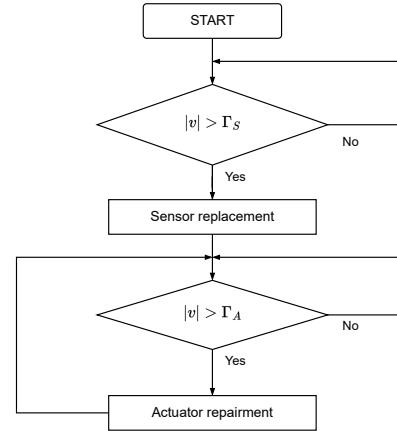 START
|v| > Γ_S
No
Yes
Sensor replacement
|v| > Γ_A
No
Yes
Actuator repairment